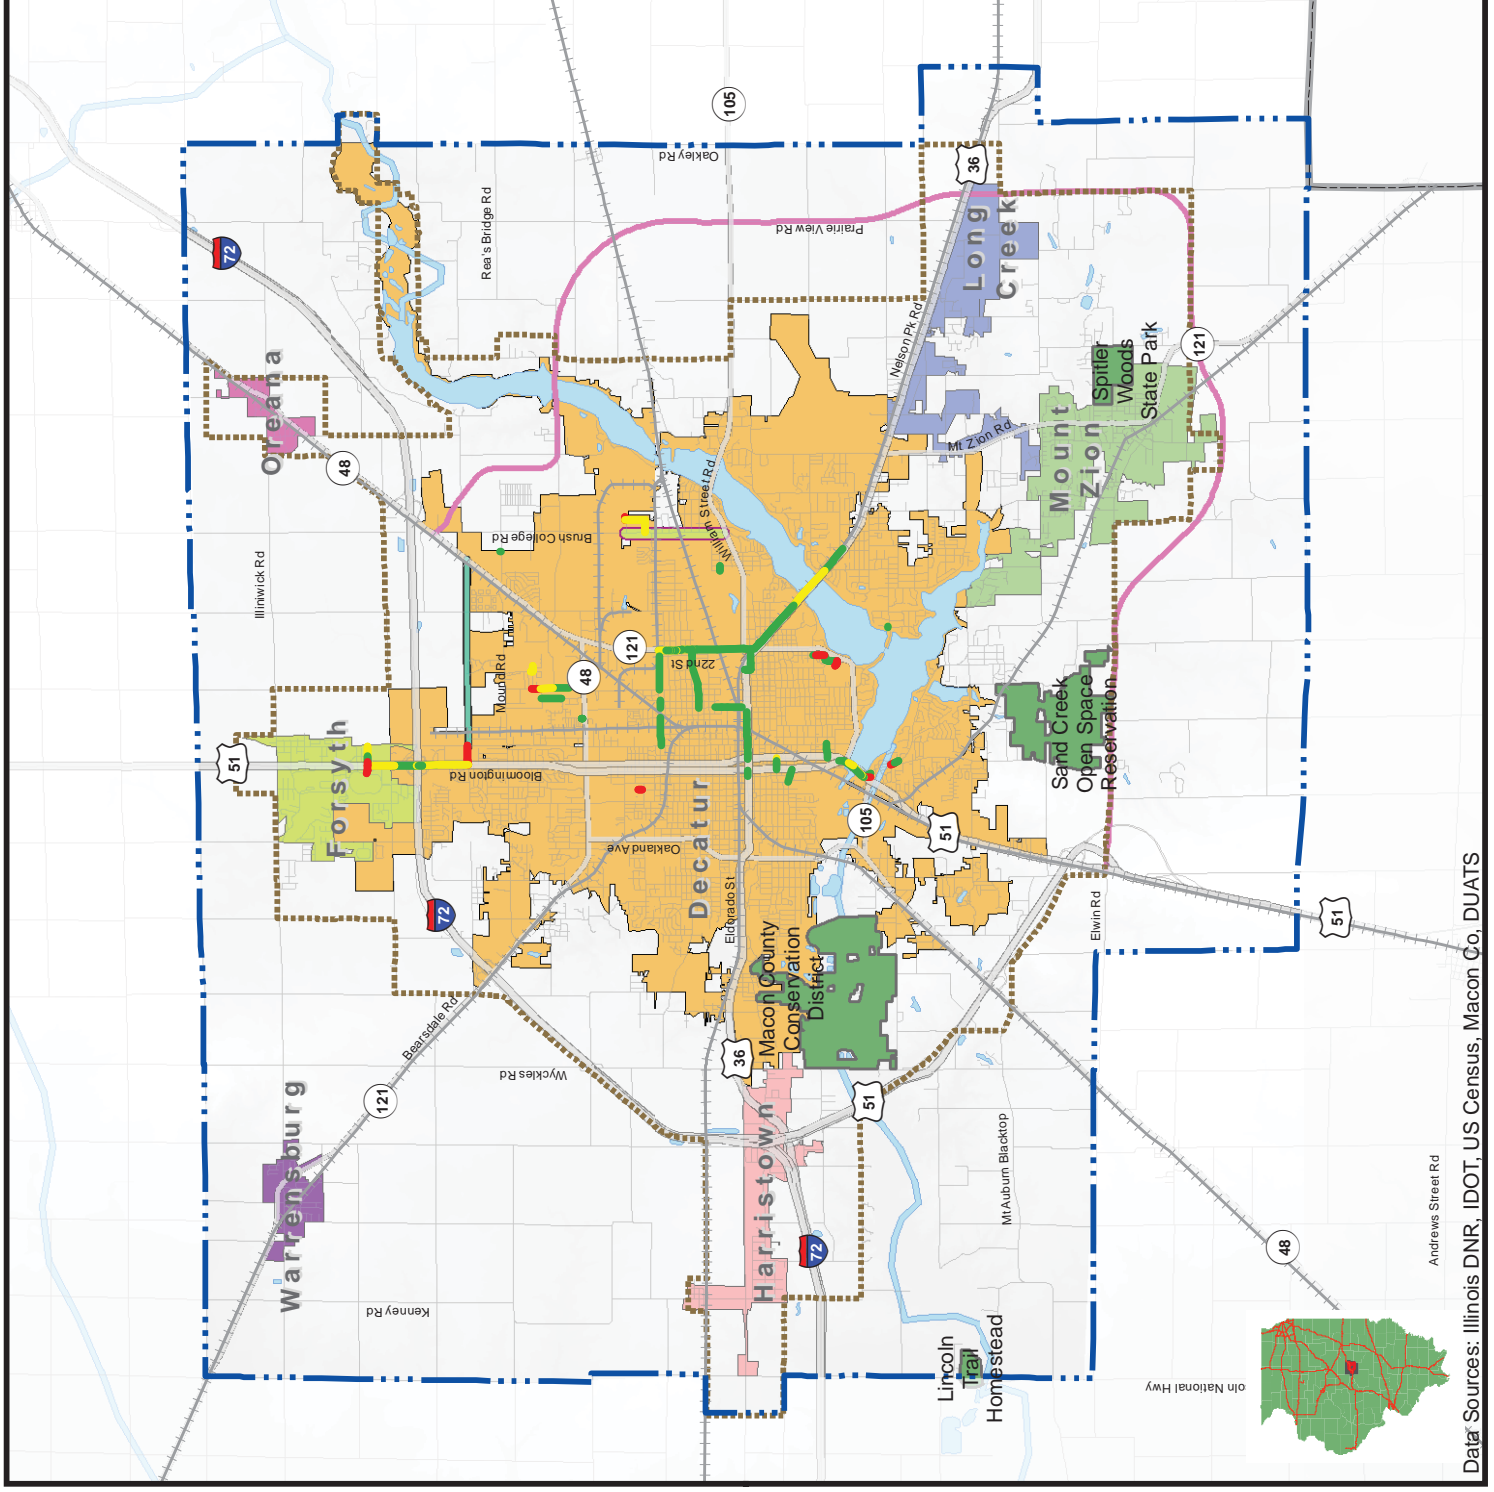 105
Oakley Rd
36
Rea's Bridge Rd
72
Prairie View Rd
Long
Creek
Nelson Pk Rd
Oreana
48
Spitler
Woods
State Park
121
Mt Zion Rd
Mount
Zion
William Street Rd
Brush College Rd
Illiniwick Rd
Mound Rd
48
121
22nd St
Sand Creek
Open Space
Reservation
51
Forsyth
Bloomington Rd
Decatur
Oakland Ave
105
51
72
Eldorado St
Elwin Rd
51
Macon County
Conservation
District
Bearsdale Rd
36
Wyckles Rd
121
51
Warrensburg
Harristown
Mt Auburn Blacktop
72
48
Andrews Street Rd
Kenney Rd
Lincoln
Trail
Homestead
oln National Hwy
Data Sources: Illinois DNR, IDOT, US Census, Macon Co, DUATS